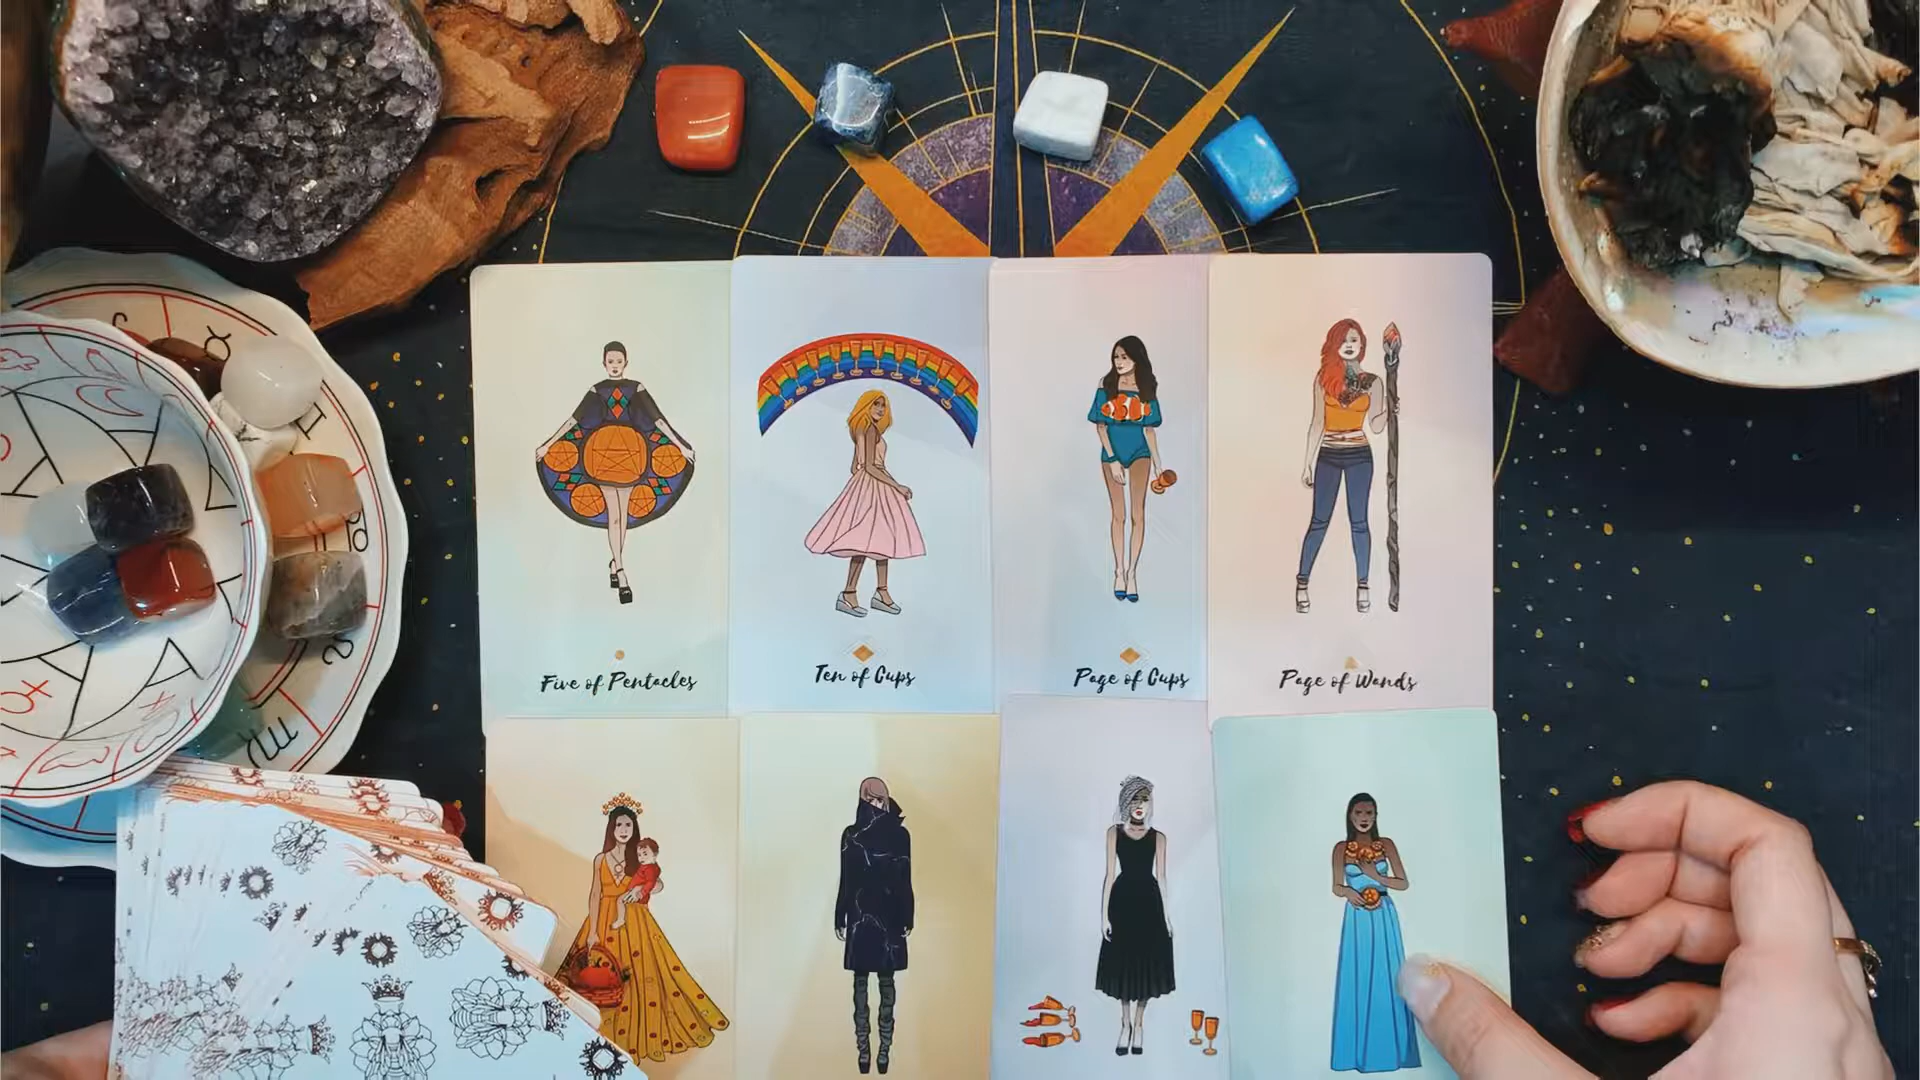 Five of Pentacles
Ten of Cups
Page of Cups
Page of Wands